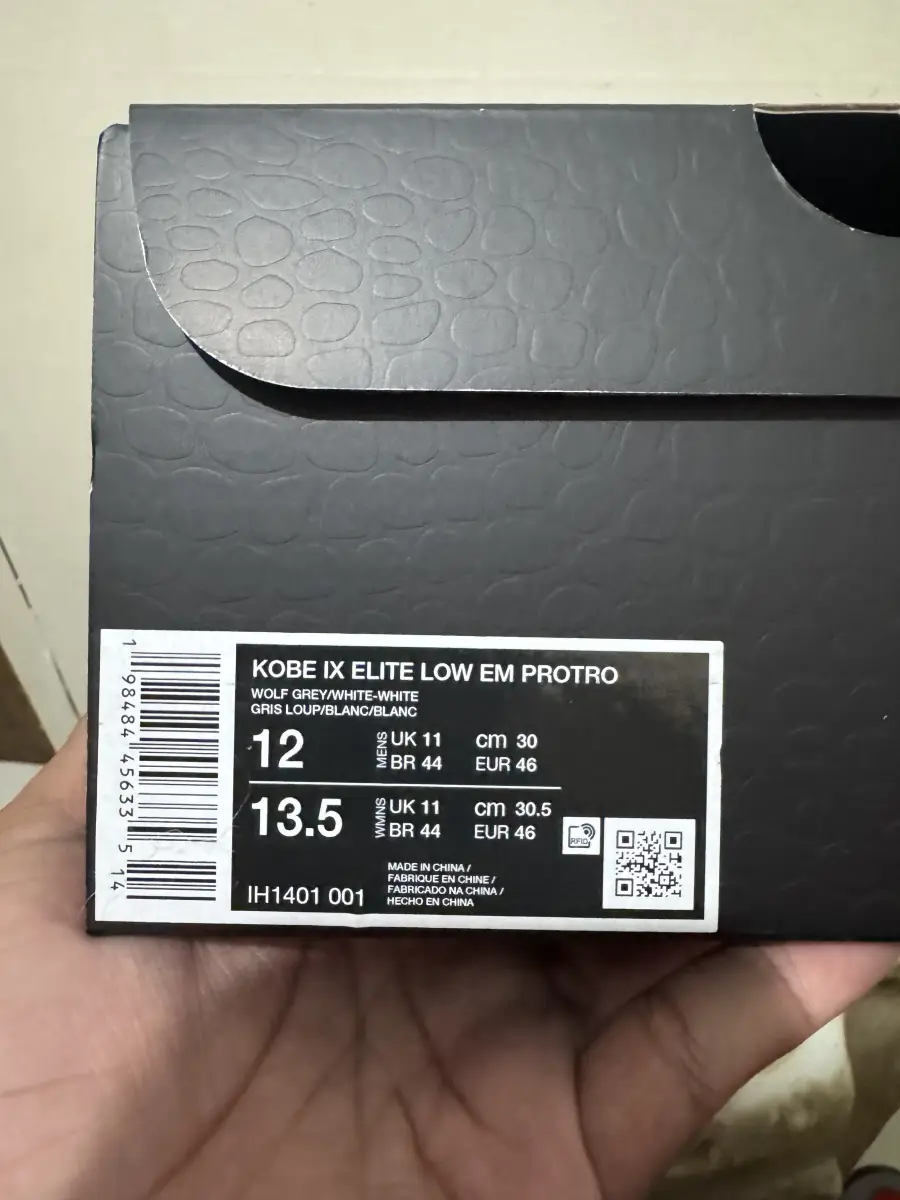 1 98484 45633 5 14
KOBE IX ELITE LOW EM PROTRO
WOLF GREY/WHITE-WHITE
GRIS LOUP/BLANC/BLANC
12 MENS UK 11 cm 30
BR 44 EUR 46
13.5 WMNS UK 11 cm 30.5
BR 44 EUR 46
RFID
MADE IN CHINA /
FABRIQUE EN CHINE /
FABRICADO NA CHINA /
HECHO EN CHINA
IH1401 001